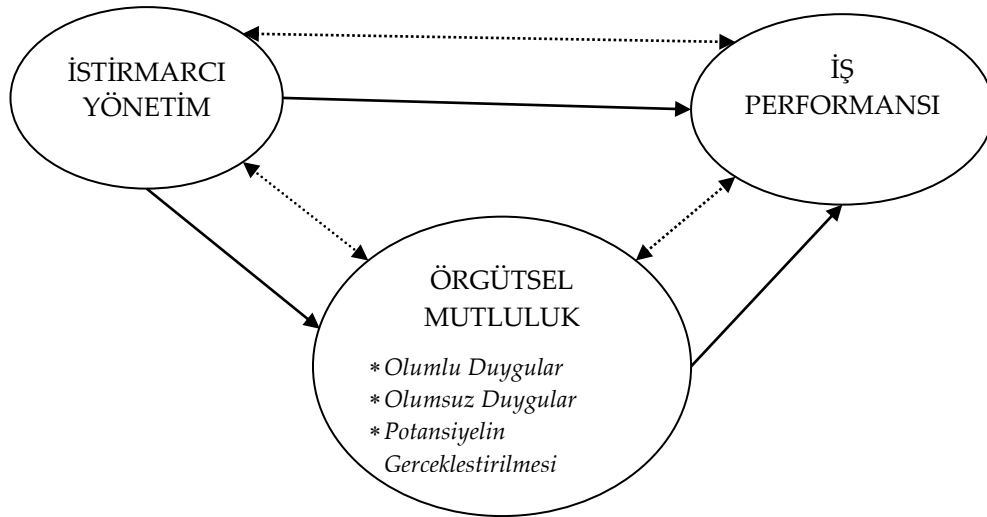 İSTİRMARCI
YÖNETİM
İŞ
PERFORMANSI
ÖRGÜTSEL
MUTLULUK
* Olumlu Duygular
* Olumsuz Duygular
* Potansiyelin
Gerceklestirilmesi